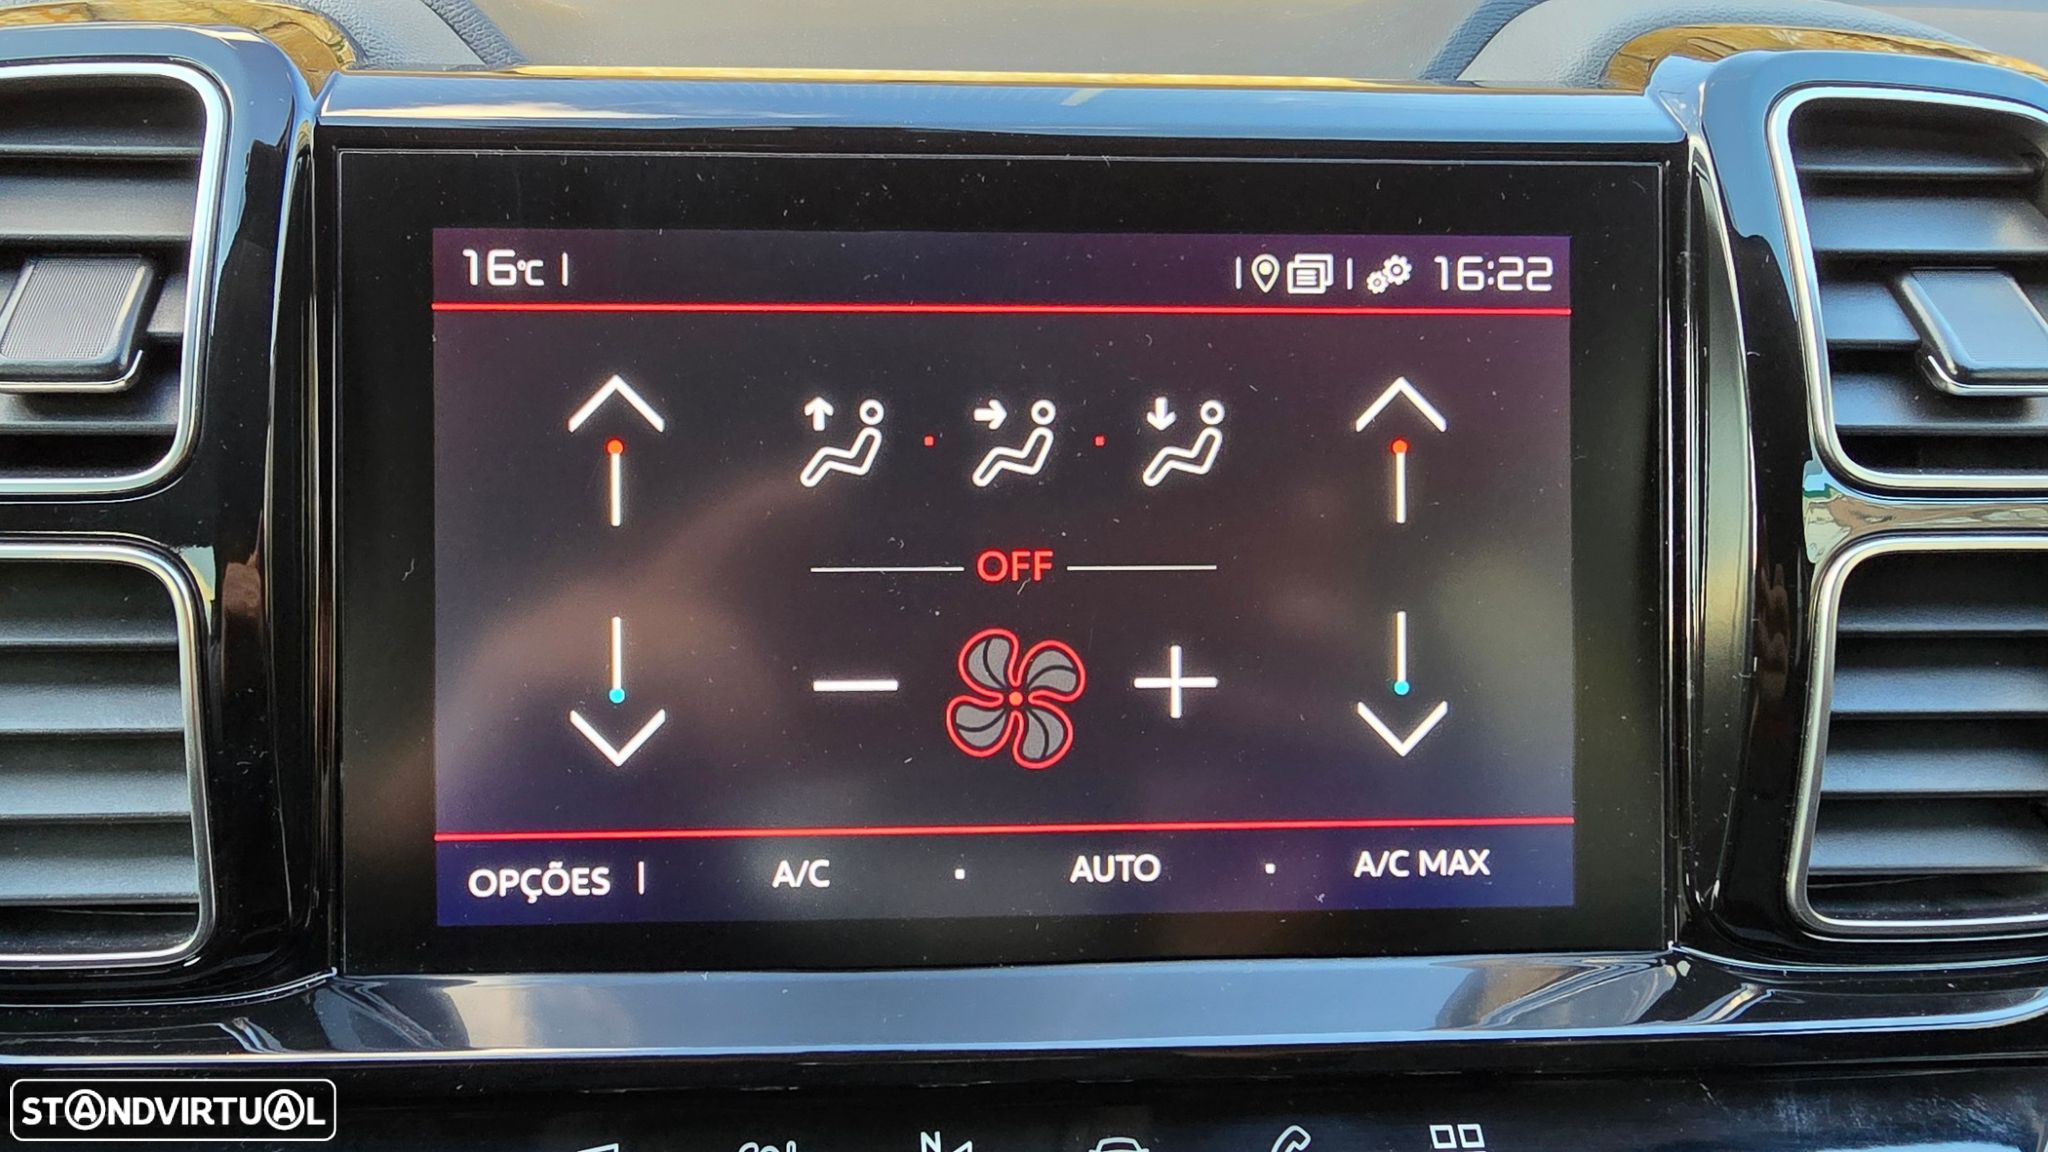 16°C
16:22
OFF
OPÇÕES A/C AUTO A/C MAX
STANDVIRTUAL
N